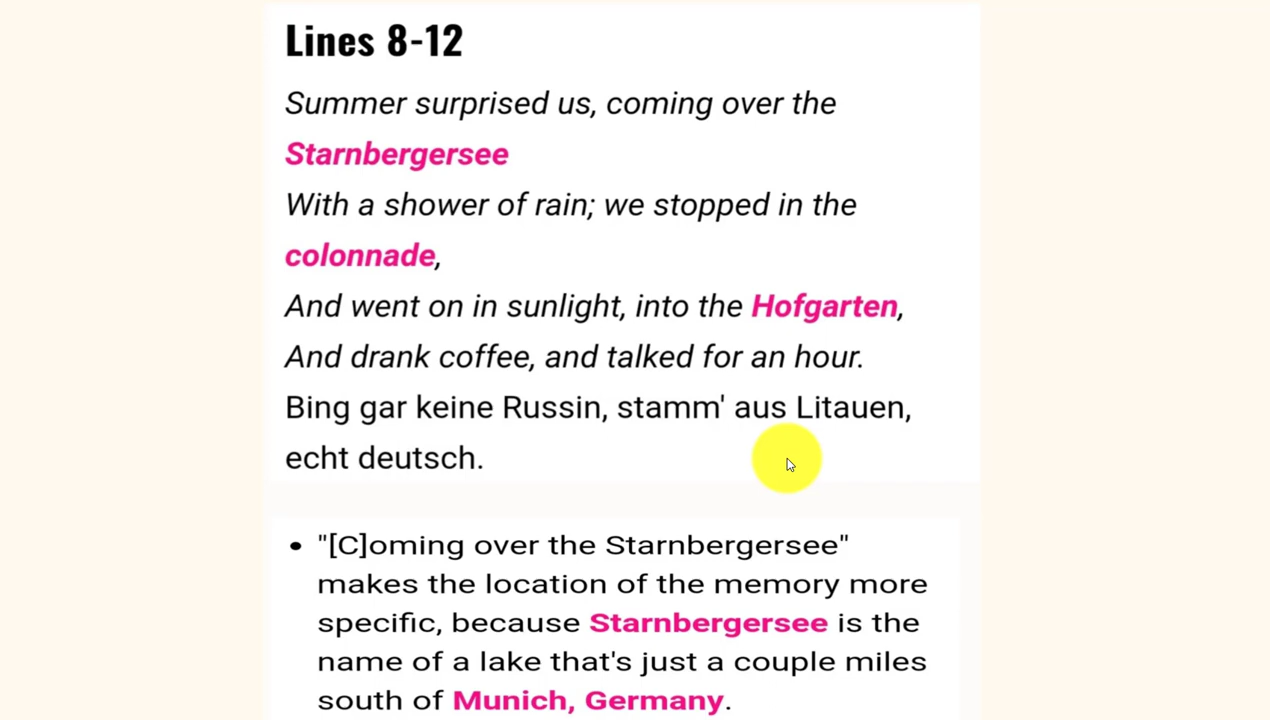 Lines 8-12
Summer surprised us, coming over the
Starnbergersee
With a shower of rain; we stopped in the
colonnade,
And went on in sunlight, into the Hofgarten,
And drank coffee, and talked for an hour.
Bing gar keine Russin, stamm' aus Litauen,
echt deutsch.
• "[C]oming over the Starnbergersee"
makes the location of the memory more
specific, because Starnbergersee is the
name of a lake that's just a couple miles
south of Munich, Germany.